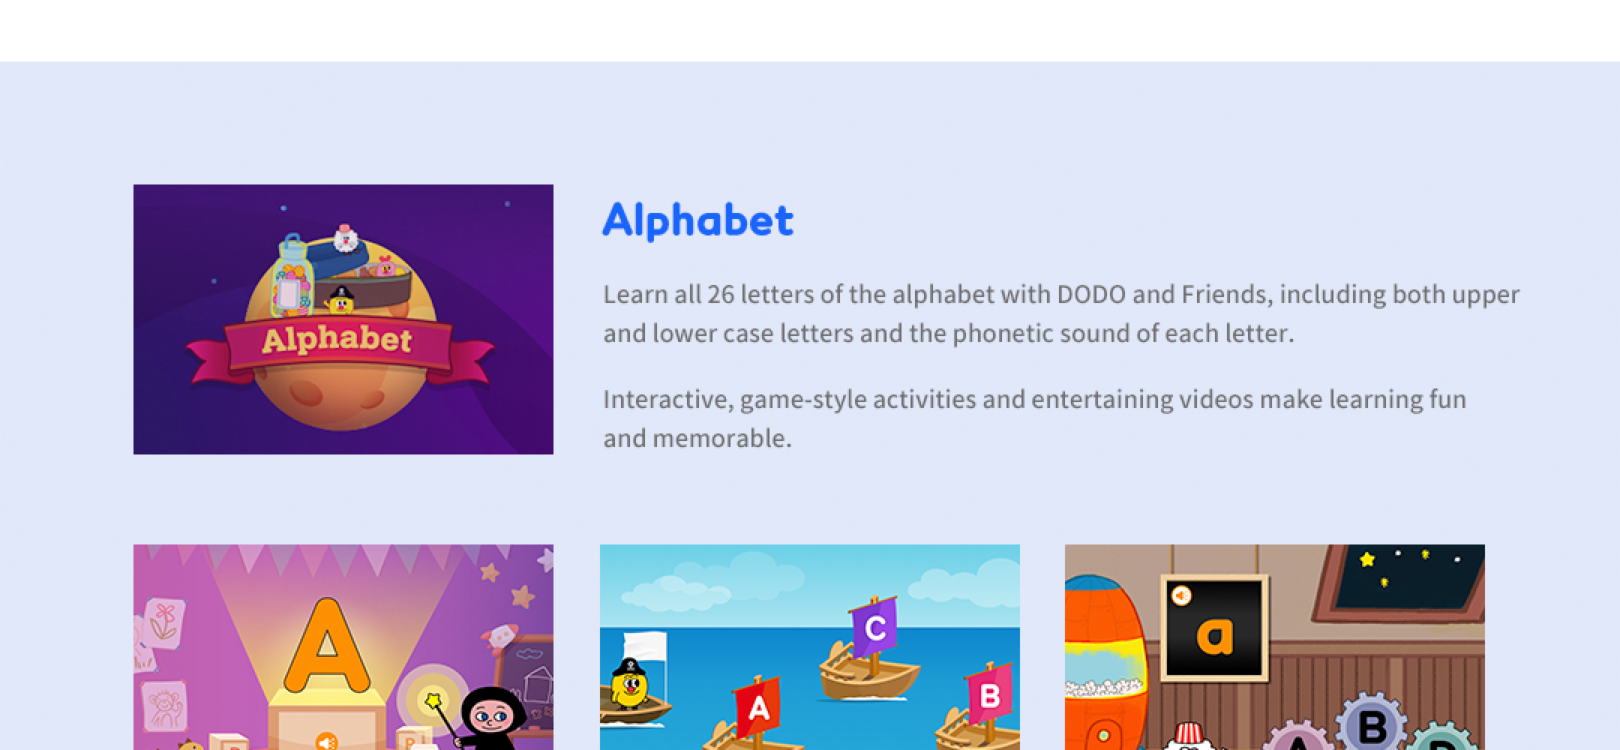 Alphabet
Alphabet
Learn all 26 letters of the alphabet with DODO and Friends, including both upper
and lower case letters and the phonetic sound of each letter.
Interactive, game-style activities and entertaining videos make learning fun
and memorable.
A
C
A
B
a
B
A